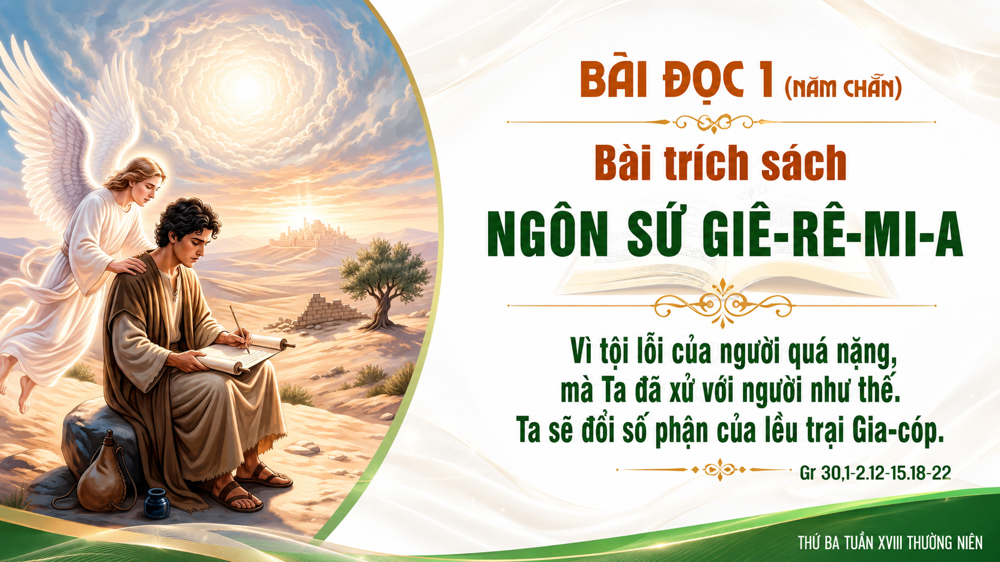 BÀI ĐỌC 1 (NĂM CHẴN)
Bài trích sách
NGÔN SỨ GIÊ-RÊ-MI-A
Vì tội lỗi của người quá nặng,
mà Ta đã xử với người như thế.
Ta sẽ đổi số phận của lều trại Gia-cóp.
Gr 30,1-2.12-15.18-22
THỨ BA TUẦN XVIII THƯỜNG NIÊN